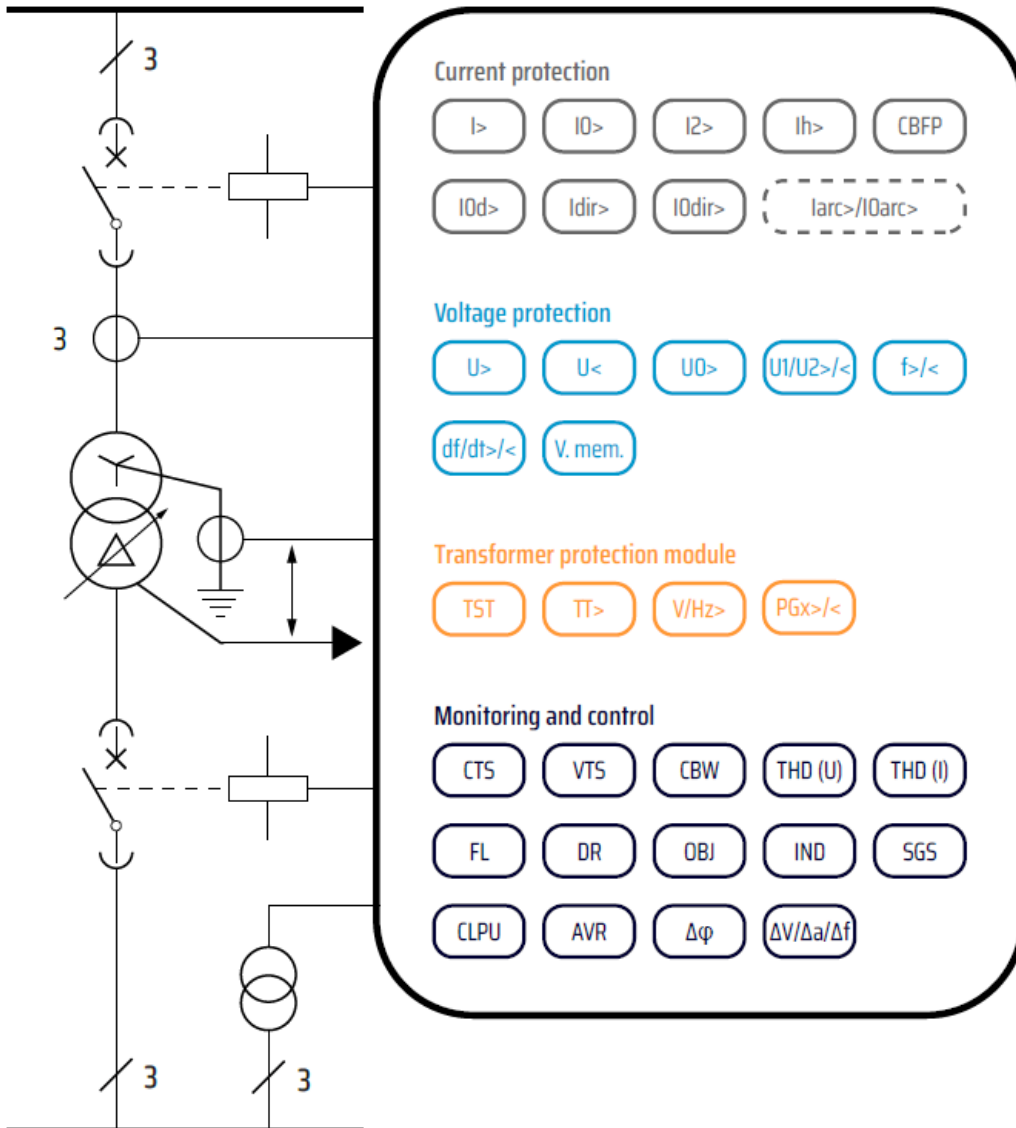 3
Current protection
I> I0> I2> Ih> CBFP
I0d> Idir> I0dir> Iarc>/I0arc>
3
Voltage protection
U> U< U0> U1/U2>/< f>/<
df/dt>/< V. mem.
Transformer protection module
TST TT> V/Hz> PGx>/<
Monitoring and control
CTS VTS CBW THD (U) THD (I)
FL DR OBJ IND SGS
CLPU AVR Δφ ΔV/Δa/Δf
3 3